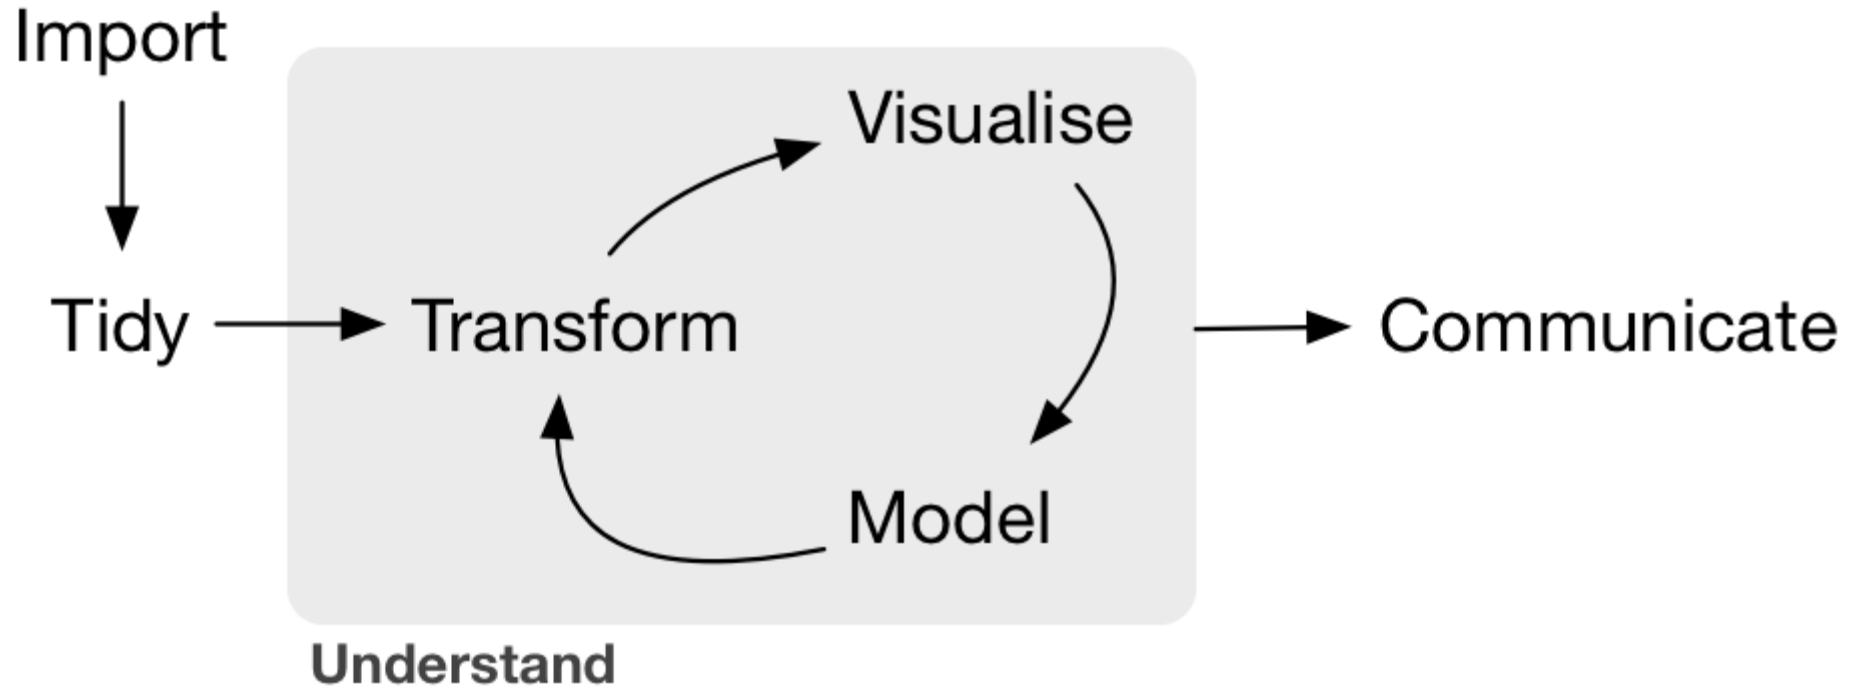 Import
Visualise
Tidy
Transform
Communicate
Model
Understand